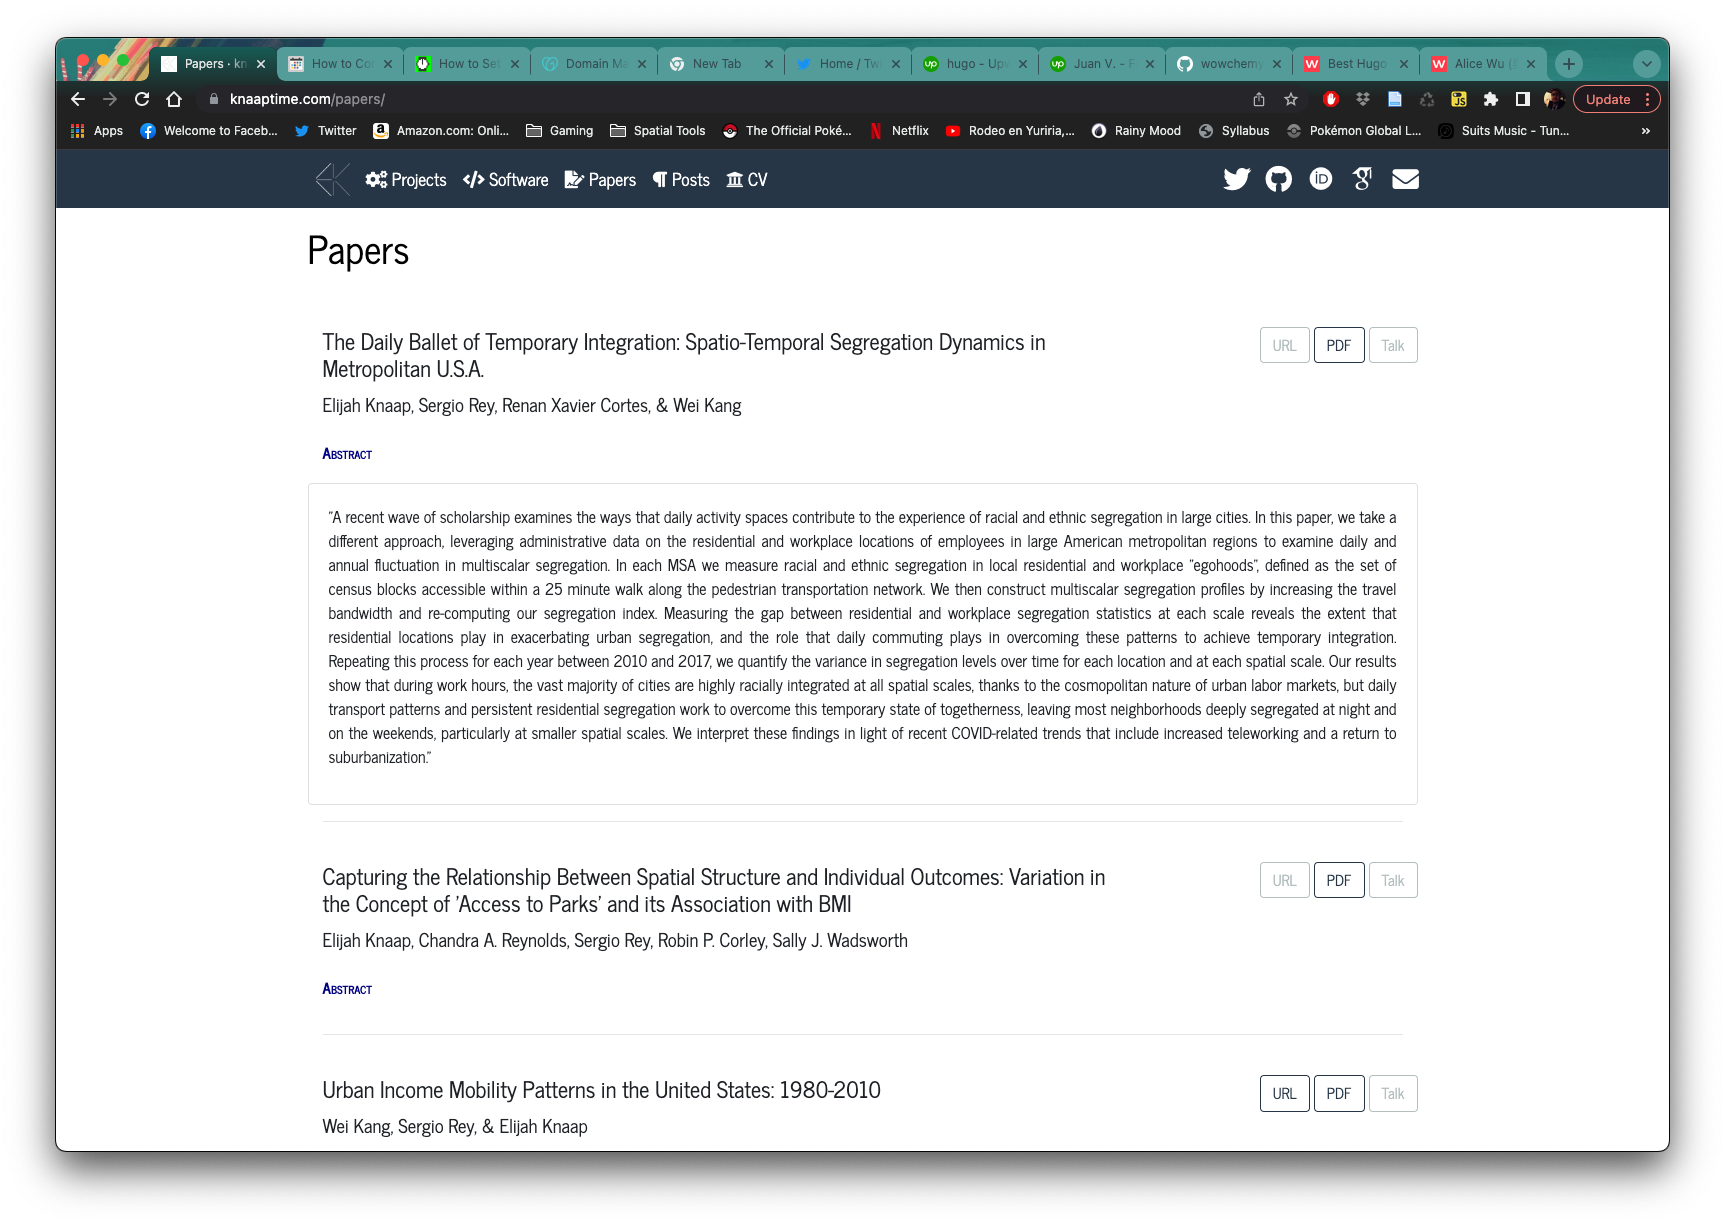 Papers · kn
How to Co
How to Se
Domain Ma
New Tab
Home / Tw
hugo - Up
Juan V. - F
wowchemy
Best Hugo
Alice Wu (
knaaptime.com/papers/
Update
Apps
Welcome to Faceb...
Twitter
Amazon.com: Onli...
Gaming
Spatial Tools
The Official Poké...
Netflix
Rodeo en Yuriria,...
Rainy Mood
Syllabus
Pokémon Global L...
Suits Music - Tun...
»
Projects
Software
Papers
Posts
CV
Papers
The Daily Ballet of Temporary Integration: Spatio-Temporal Segregation Dynamics in
Metropolitan U.S.A.
URL
PDF
Talk
Elijah Knaap, Sergio Rey, Renan Xavier Cortes, & Wei Kang
Abstract
"A recent wave of scholarship examines the ways that daily activity spaces contribute to the experience of racial and ethnic segregation in large cities. In this paper, we take a
different approach, leveraging administrative data on the residential and workplace locations of employees in large American metropolitan regions to examine daily and
annual fluctuation in multiscalar segregation. In each MSA we measure racial and ethnic segregation in local residential and workplace "egohoods", defined as the set of
census blocks accessible within a 25 minute walk along the pedestrian transportation network. We then construct multiscalar segregation profiles by increasing the travel
bandwidth and re-computing our segregation index. Measuring the gap between residential and workplace segregation statistics at each scale reveals the extent that
residential locations play in exacerbating urban segregation, and the role that daily commuting plays in overcoming these patterns to achieve temporary integration.
Repeating this process for each year between 2010 and 2017, we quantify the variance in segregation levels over time for each location and at each spatial scale. Our results
show that during work hours, the vast majority of cities are highly racially integrated at all spatial scales, thanks to the cosmopolitan nature of urban labor markets, but daily
transport patterns and persistent residential segregation work to overcome this temporary state of togetherness, leaving most neighborhoods deeply segregated at night and
on the weekends, particularly at smaller spatial scales. We interpret these findings in light of recent COVID-related trends that include increased teleworking and a return to
suburbanization."
Capturing the Relationship Between Spatial Structure and Individual Outcomes: Variation in
the Concept of 'Access to Parks' and its Association with BMI
URL
PDF
Talk
Elijah Knaap, Chandra A. Reynolds, Sergio Rey, Robin P. Corley, Sally J. Wadsworth
Abstract
Urban Income Mobility Patterns in the United States: 1980-2010
URL
PDF
Talk
Wei Kang, Sergio Rey, & Elijah Knaap